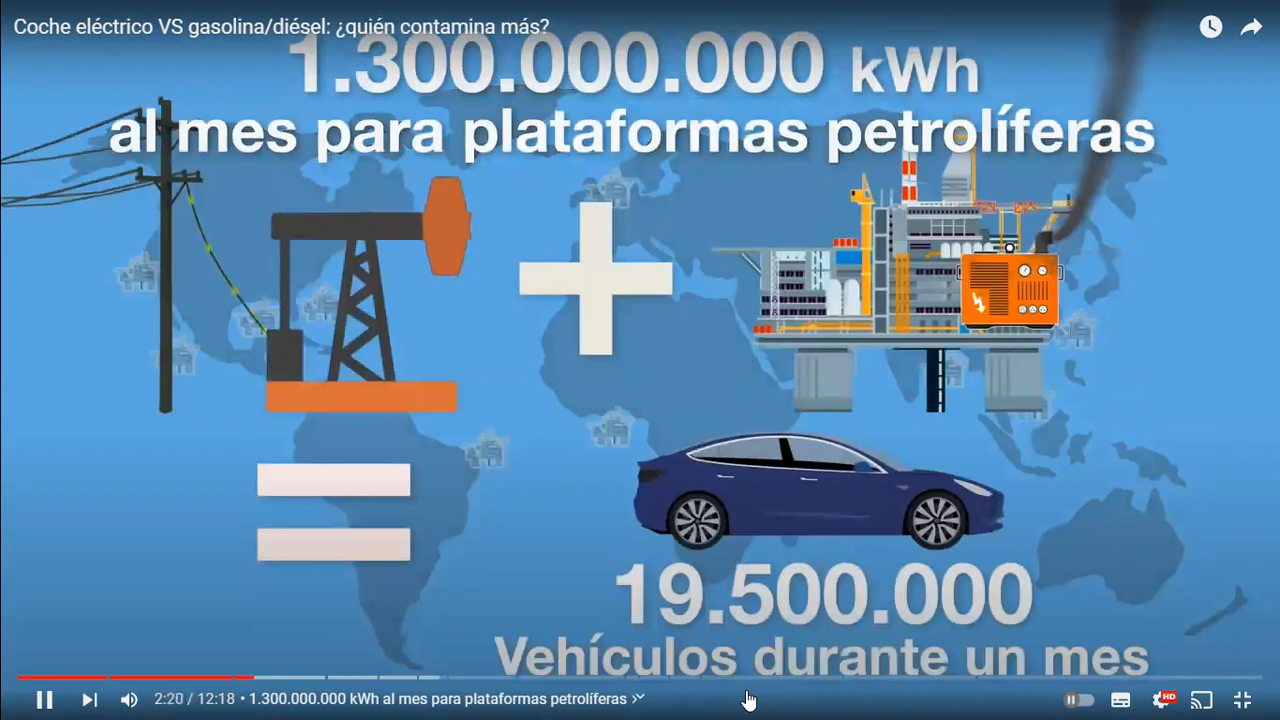 Coche eléctrico VS gasolina/diésel: ¿quién contamina más?
1.300.000.000 kWh
al mes para plataformas petrolíferas
19.500.000
Vehículos durante un mes
2:20 / 12:18 • 1.300.000.000 kWh al mes para plataformas petrolíferas
HD